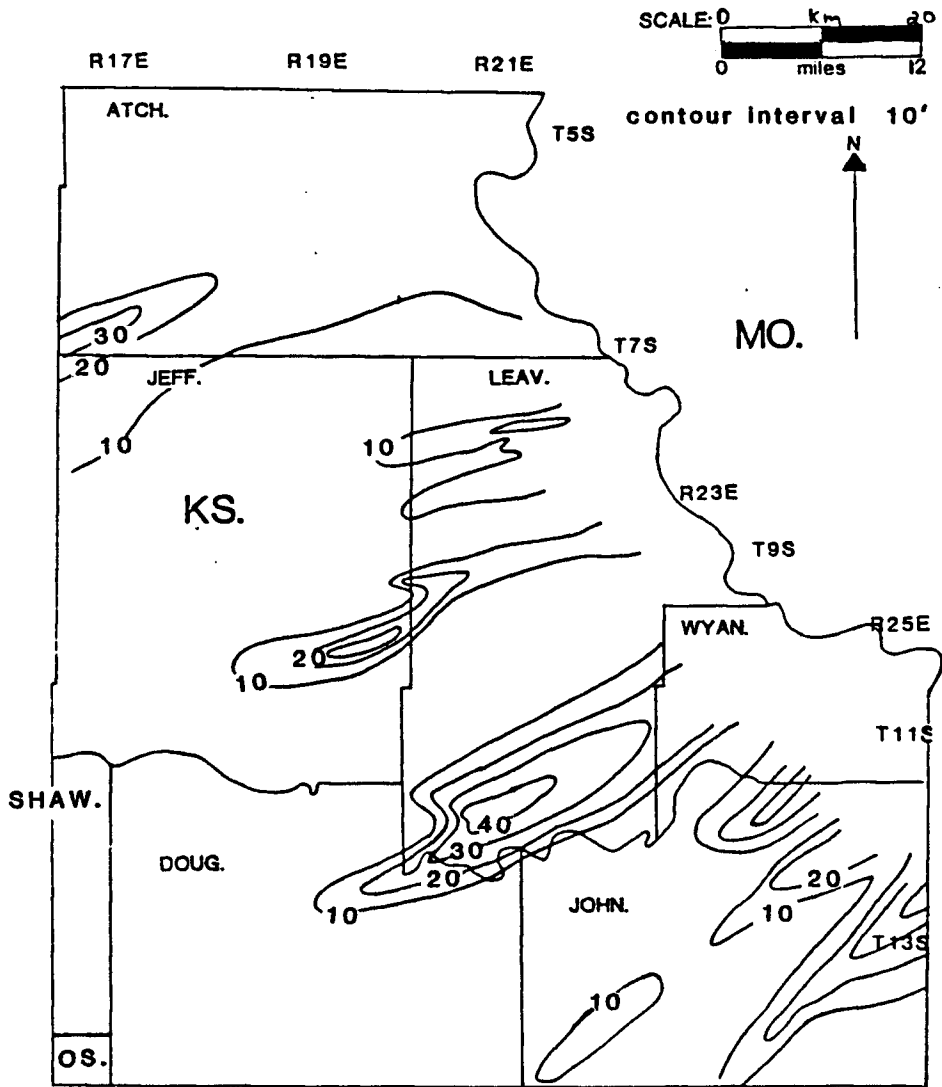 SCALE: 0 km 20
0 miles 12
R17E R19E R21E
contour interval 10'
ATCH.
T5S
N
MO.
30
T7S
20
JEFF. LEAV.
10
10
KS.
R23E
T9S
R25E
WYAN.
20
10
T11S
SHAW.
40
30
DOUG.
20
20
10
JOHN.
10
T13S
10
OS.